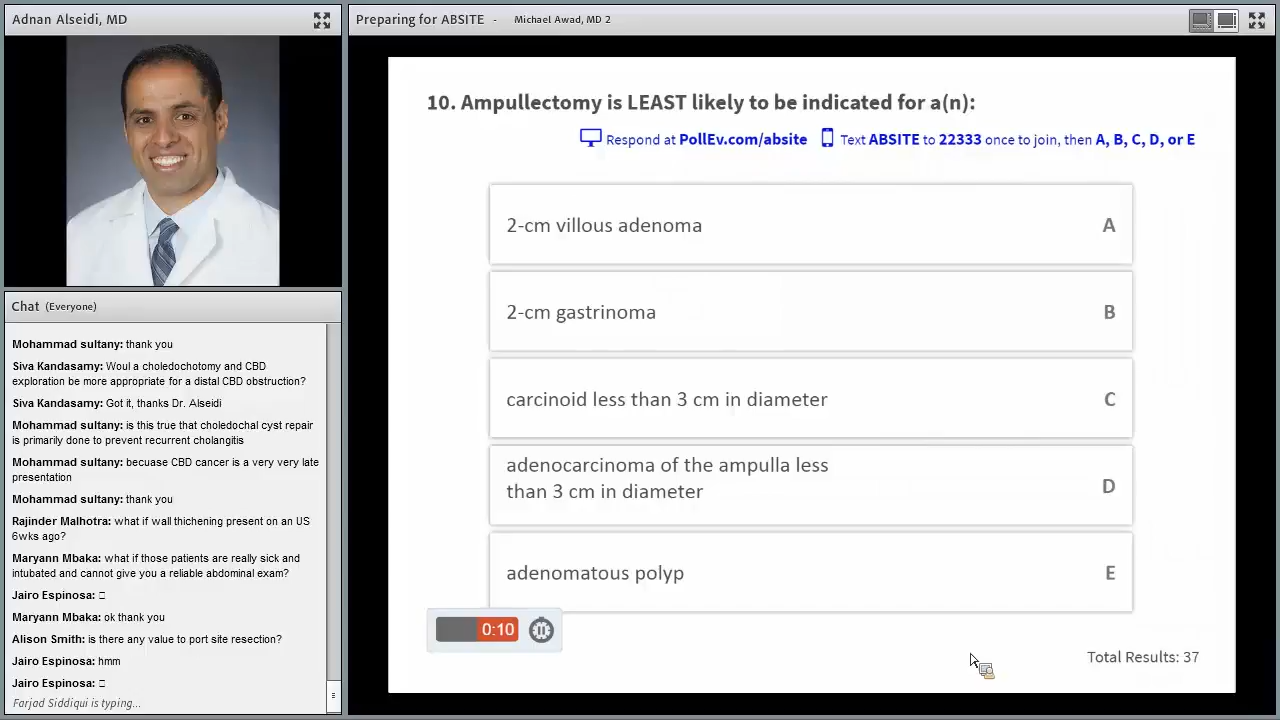 Adnan Alseidi, MD
Preparing for ABSITE - Michael Awad, MD 2
Chat (Everyone)
Mohammad sultany: thank you
Siva Kandasamy: Woul a choledochotomy and CBD
exploration be more appropriate for a distal CBD obstruction?
Siva Kandasamy: Got it, thanks Dr. Alseidi
Mohammad sultany: is this true that choledochal cyst repair
is primarily done to prevent recurrent cholangitis
Mohammad sultany: becuase CBD cancer is a very very late
presentation
Mohammad sultany: thank you
Rajinder Malhotra: what if wall thichening present on an US
6wks ago?
Maryann Mbaka: what if those patients are really sick and
intubated and cannot give you a reliable abdominal exam?
Jairo Espinosa:
Maryann Mbaka: ok thank you
Alison Smith: is there any value to port site resection?
Jairo Espinosa: hmm
Jairo Espinosa:
Farjad Siddiqui is typing...
10. Ampullectomy is LEAST likely to be indicated for a(n):
Respond at PollEv.com/absite Text ABSITE to 22333 once to join, then A, B, C, D, or E
2-cm villous adenoma A
2-cm gastrinoma B
carcinoid less than 3 cm in diameter C
adenocarcinoma of the ampulla less
than 3 cm in diameter D
adenomatous polyp E
0:10
Total Results: 37